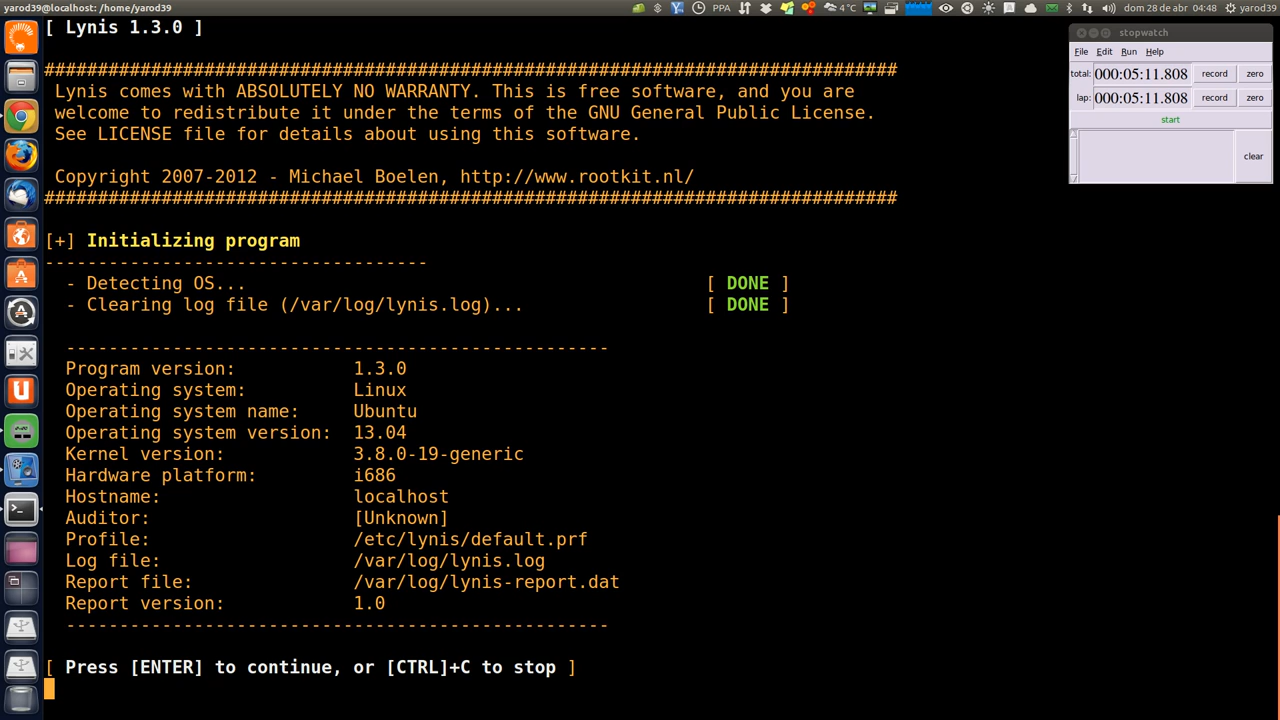 yarod39@localhost: /home/yarod39
PPA
4°C
dom 28 de abr 04:48
yarod39
[ Lynis 1.3.0 ]
################################################################################
Lynis comes with ABSOLUTELY NO WARRANTY. This is free software, and you are
welcome to redistribute it under the terms of the GNU General Public License.
See LICENSE file for details about using this software.
Copyright 2007-2012 - Michael Boelen, http://www.rootkit.nl/
################################################################################
[+] Initializing program
------------------------------------
- Detecting OS... [ DONE ]
- Clearing log file (/var/log/lynis.log)... [ DONE ]
---------------------------------------------------
Program version: 1.3.0
Operating system: Linux
Operating system name: Ubuntu
Operating system version: 13.04
Kernel version: 3.8.0-19-generic
Hardware platform: i686
Hostname: localhost
Auditor: [Unknown]
Profile: /etc/lynis/default.prf
Log file: /var/log/lynis.log
Report file: /var/log/lynis-report.dat
Report version: 1.0
---------------------------------------------------
[ Press [ENTER] to continue, or [CTRL]+C to stop ]
stopwatch
File Edit Run Help
total: 000:05:11.808 record zero
lap: 000:05:11.808 record zero
start
clear